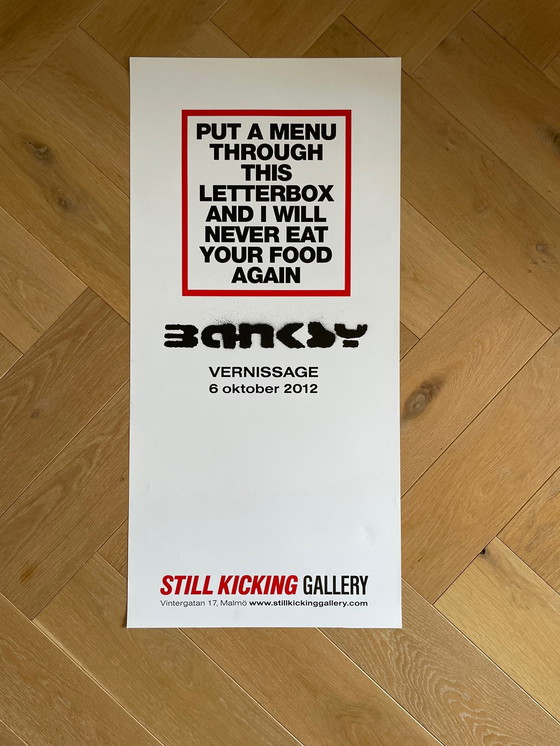 PUT A MENU
THROUGH
THIS
LETTERBOX
AND I WILL
NEVER EAT
YOUR FOOD
AGAIN
BANKSY
VERNISSAGE
6 oktober 2012
STILL KICKING GALLERY
Vintergatan 17, Malmö www.stillkickinggallery.com